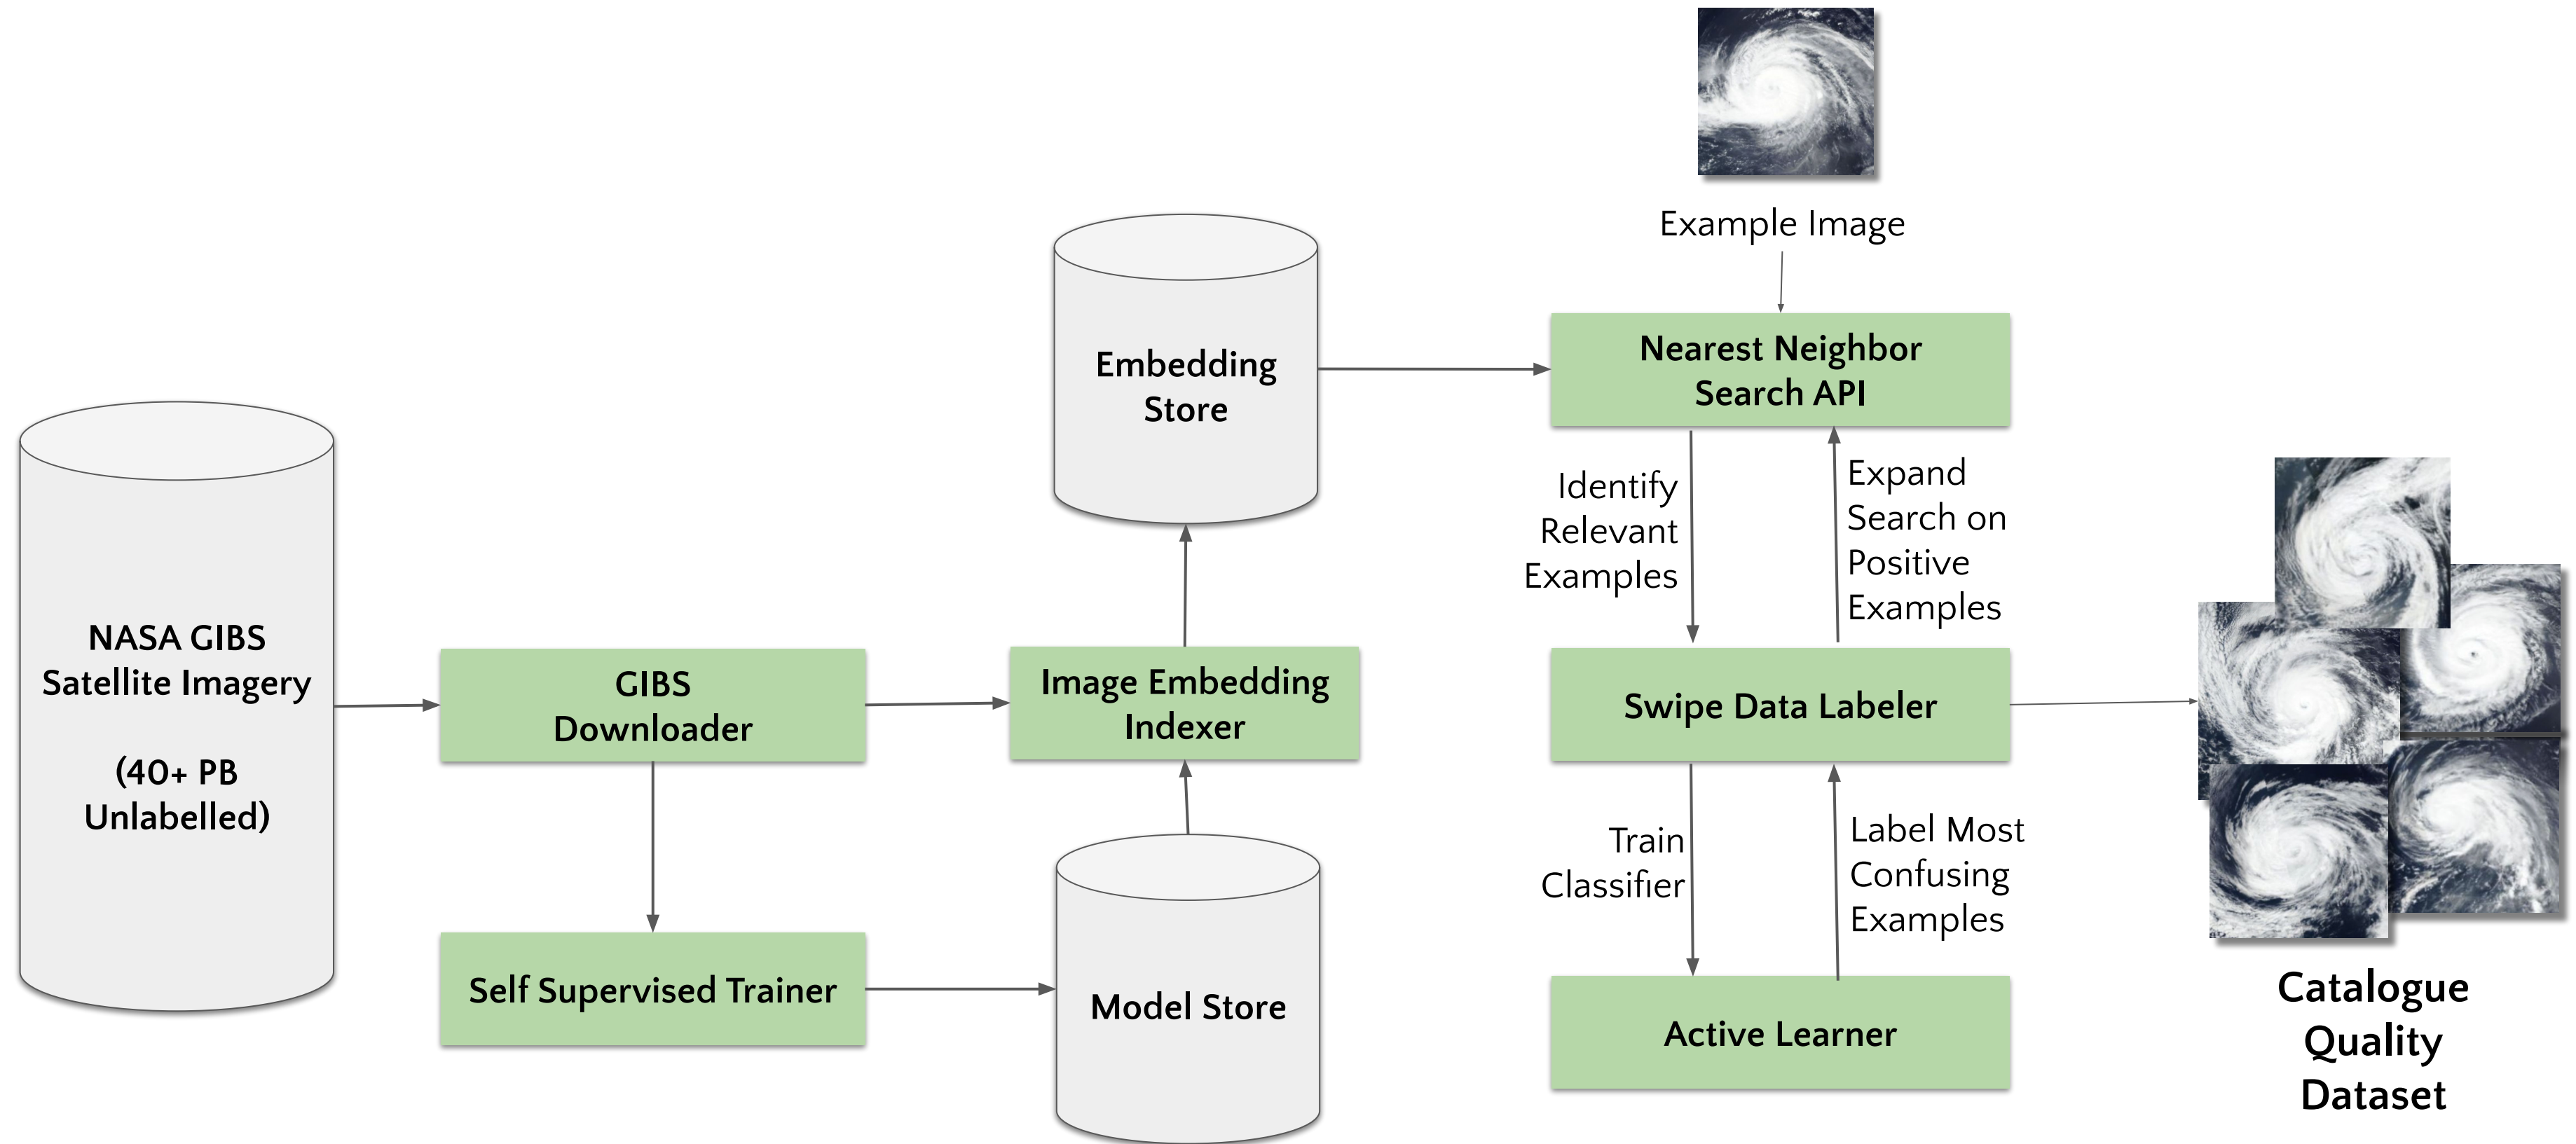 NASA GIBS
Satellite Imagery
(40+ PB
Unlabelled)
GIBS
Downloader
Self Supervised Trainer
Image Embedding
Indexer
Embedding
Store
Model Store
Example Image
Nearest Neighbor
Search API
Identify
Relevant
Examples
Expand
Search on
Positive
Examples
Swipe Data Labeler
Train
Classifier
Label Most
Confusing
Examples
Active Learner
Catalogue
Quality
Dataset